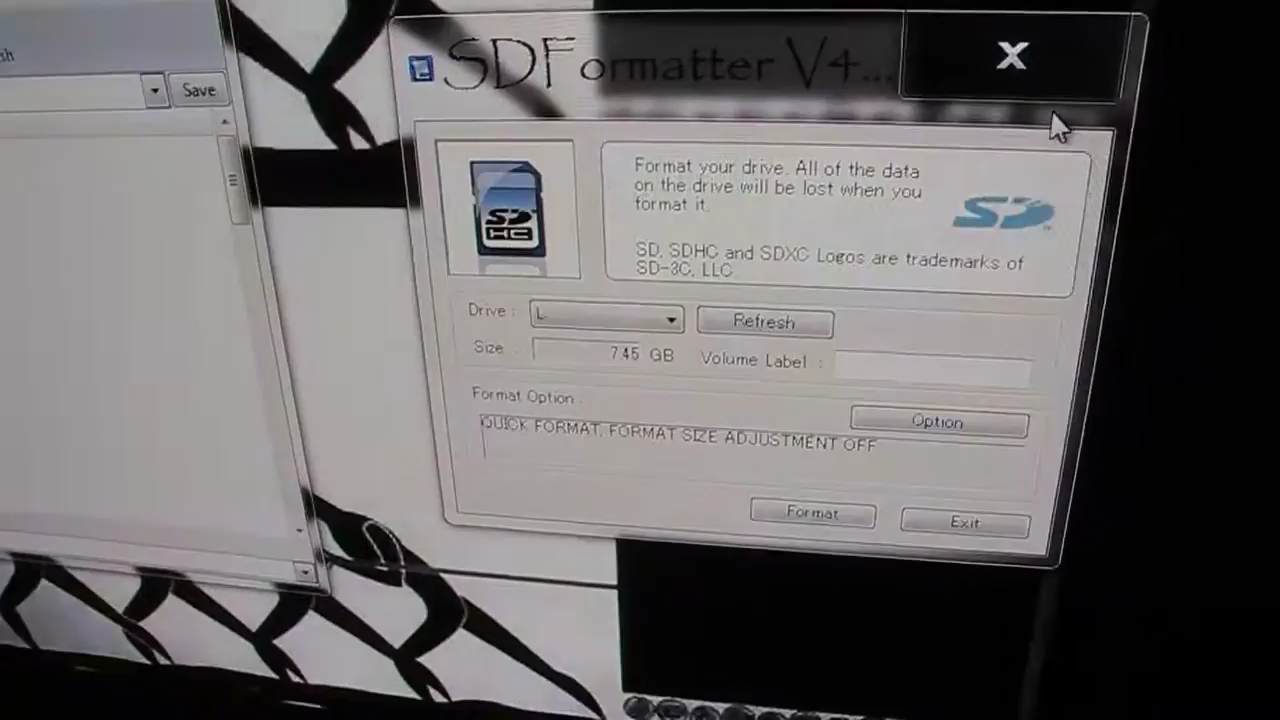 Save
SDFormatter V4...
X
SD
HC
Format your drive. All of the data
on the drive will be lost when you
format it.
SD
SD, SDHC and SDXC Logos are trademarks of
SD-3C, LLC
Drive :
L
Refresh
Size :
7.45 GB
Volume Label :
Format Option :
Option
QUICK FORMAT, FORMAT SIZE ADJUSTMENT OFF
Format
Exit